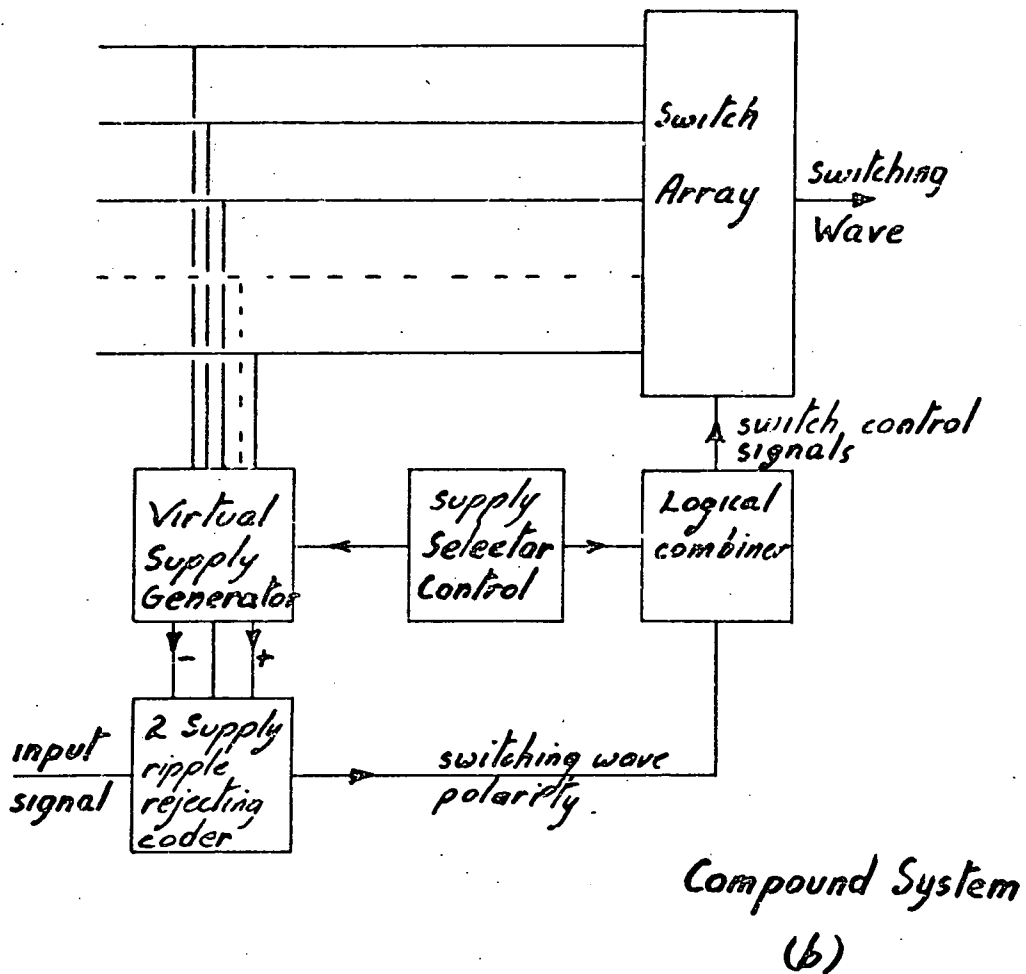 Switch
Array
switching
Wave
switch control
signals
Virtual
Supply
Generator
supply
Selector
Control
Logical
combiner
-
+
2 Supply
ripple
rejecting
coder
input
signal
switching wave
polarity.
Compound System
(b)